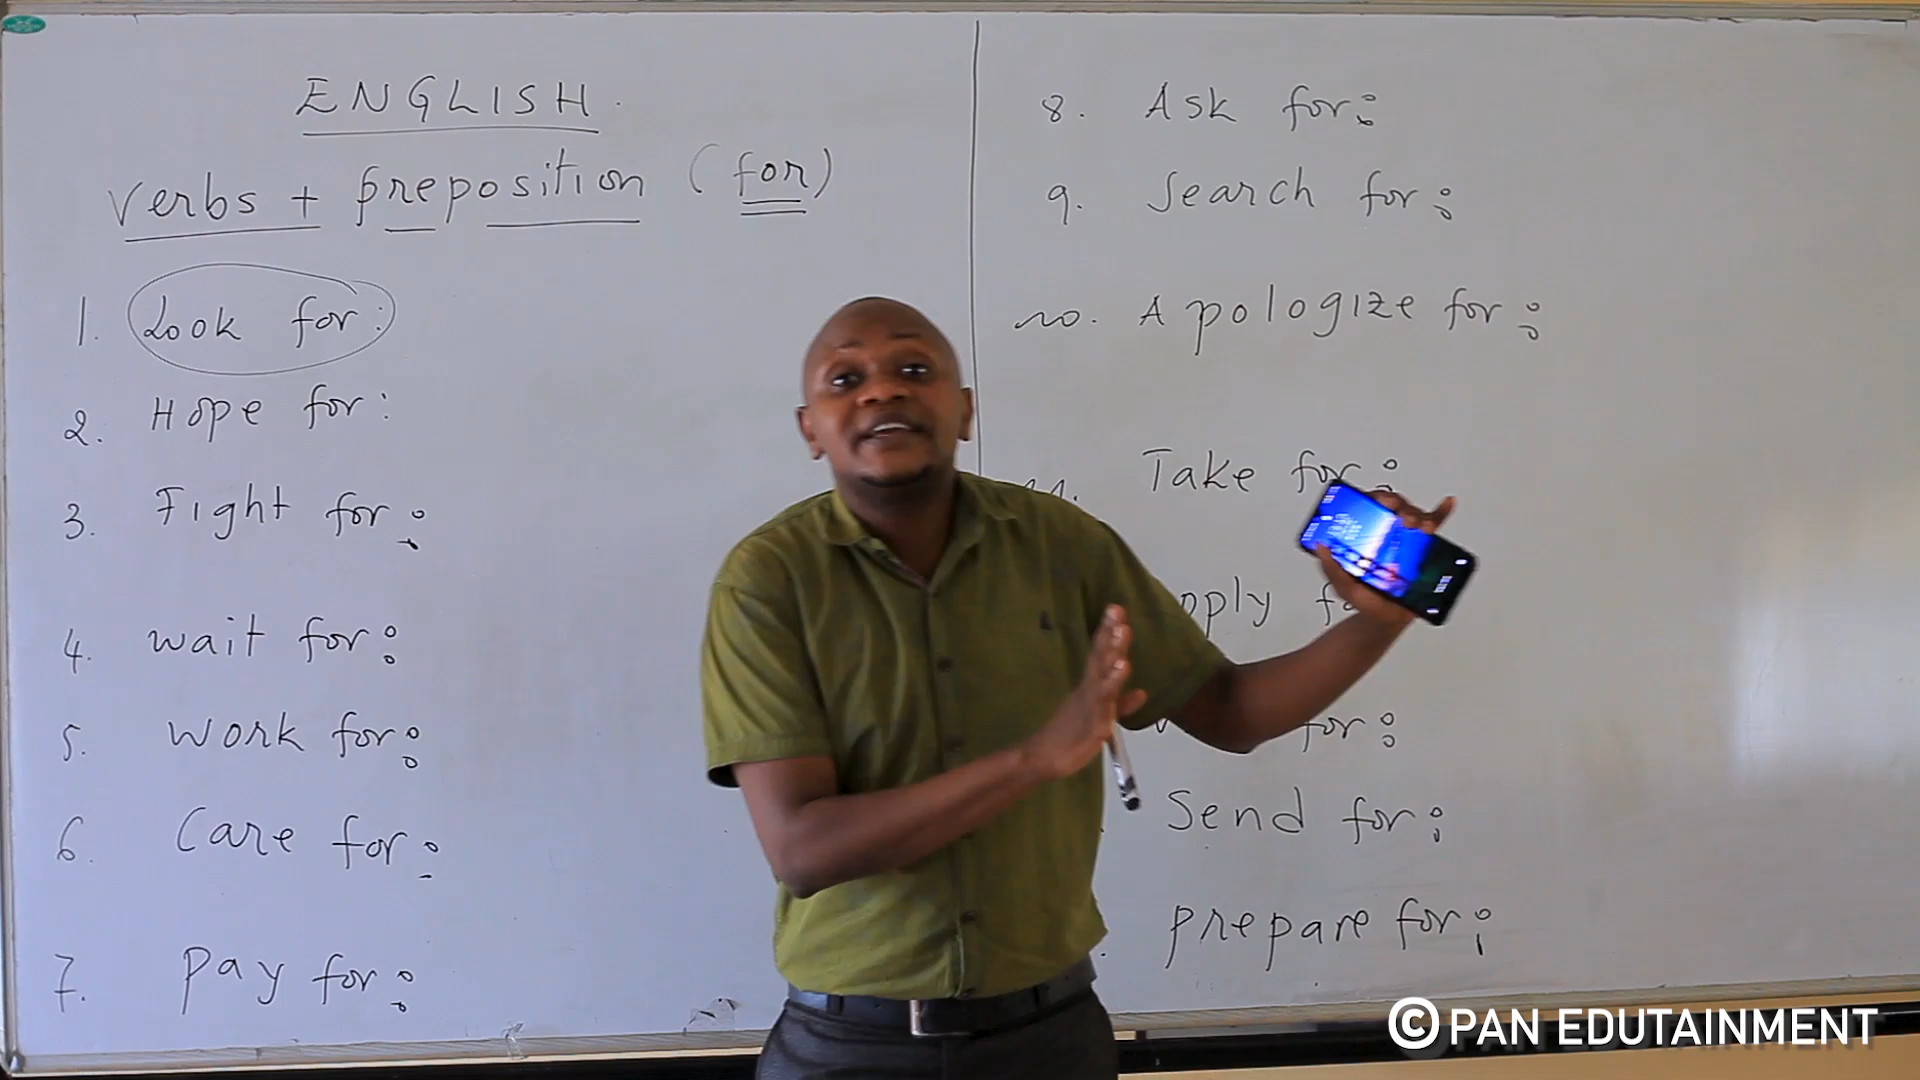 ENGLISH.
Verbs + preposition (for)
1. Look for:
2. Hope for:
3. Fight for:
4. Wait for:
5. Work for:
6. Care for:
7. Pay for:
8. Ask for:
9. Search for:
10. Apologize for:
Take for:
for:
Send for:
prepare for:
© PAN EDUTAINMENT